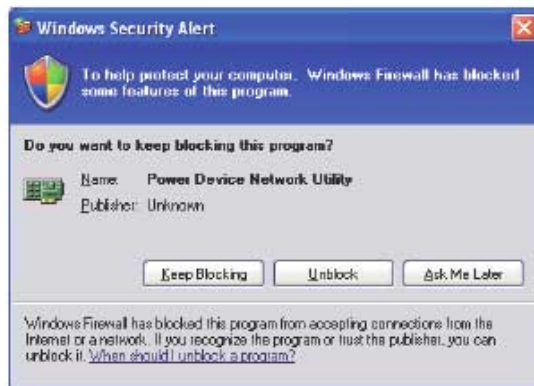 Windows Security Alert
To help protect your computer, Windows Firewall has blocked
some features of this program.
Do you want to keep blocking this program?
Name: Power Device Network Utility
Publisher: Unknown
Keep Blocking Unblock Ask Me Later
Windows Firewall has blocked this program from accepting connections from the
Internet or a network. If you recognize the program or trust the publisher, you can
unblock it. When should I unblock a program?